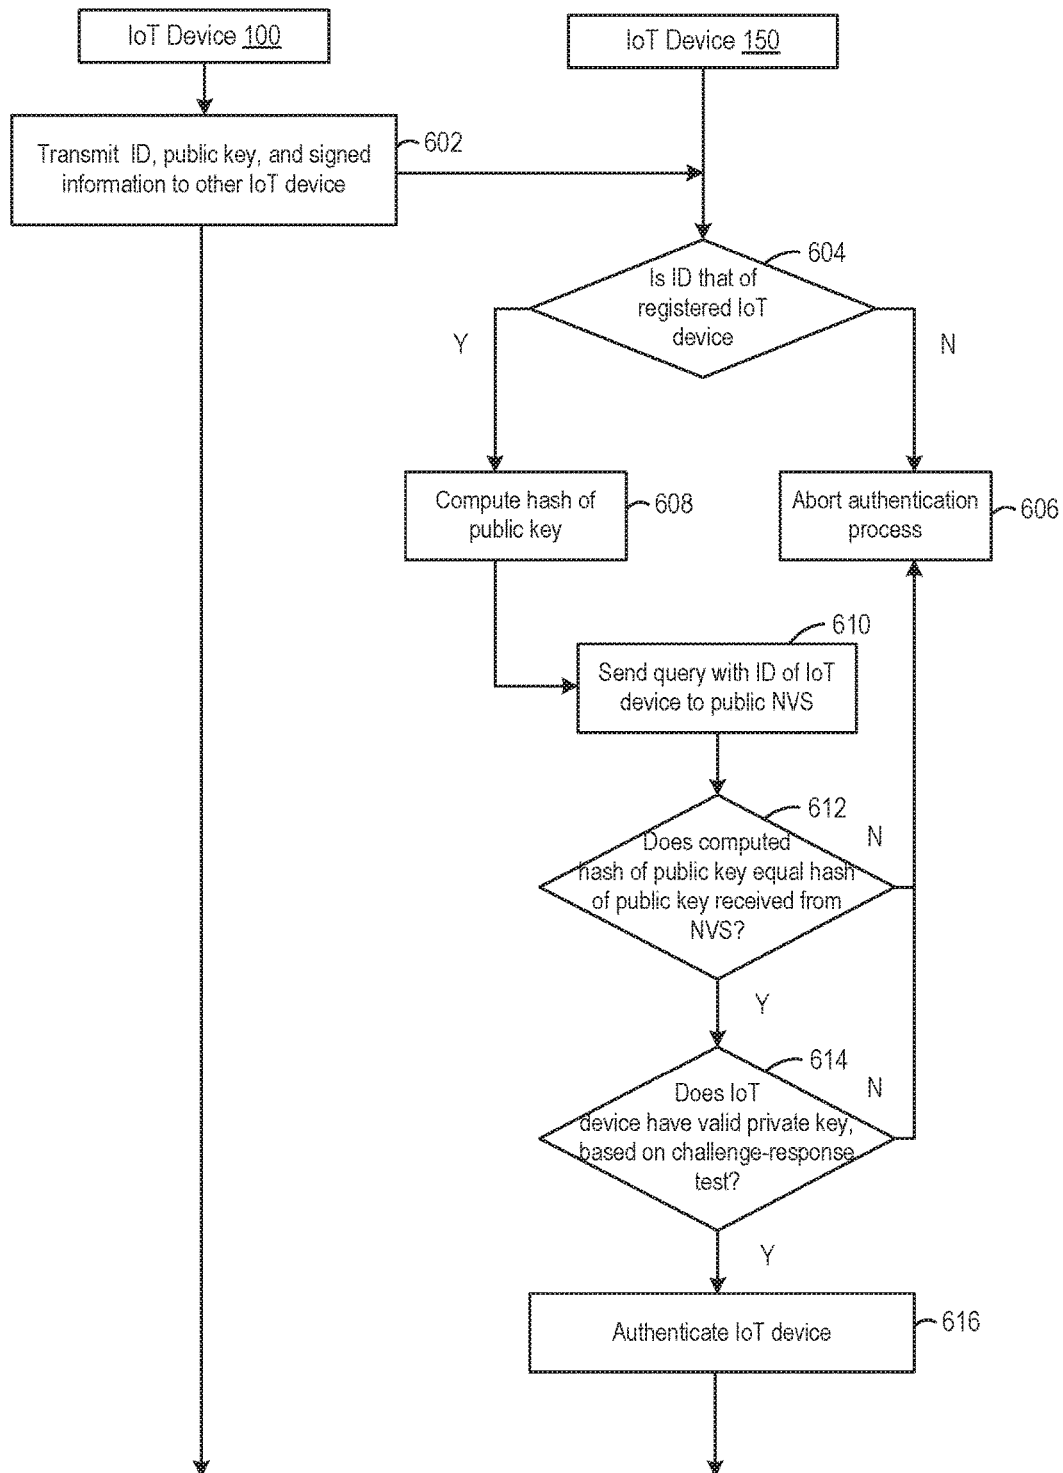 IoT Device 100
IoT Device 150
Transmit ID, public key, and signed
information to other IoT device
602
604
Is ID that of
registered IoT
device
Y
N
Compute hash of
public key
608
Abort authentication
process
606
610
Send query with ID of IoT
device to public NVS
612
Does computed
hash of public key equal hash
of public key received from
NVS?
N
Y
614
Does IoT
device have valid private key,
based on challenge-response
test?
N
Y
Authenticate IoT device
616